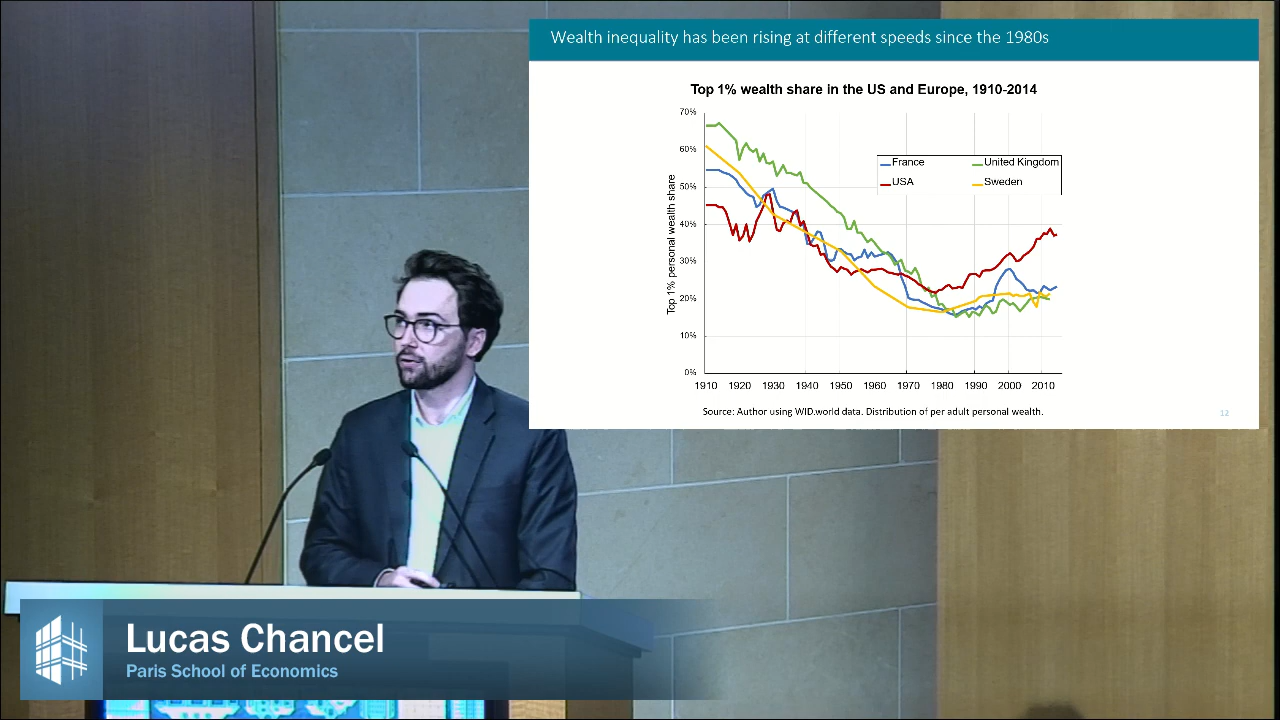 Wealth inequality has been rising at different speeds since the 1980s
Top 1% wealth share in the US and Europe, 1910-2014
Top 1% personal wealth share
70%
60%
50%
40%
30%
20%
10%
0%
France
United Kingdom
USA
Sweden
1910 1920 1930 1940 1950 1960 1970 1980 1990 2000 2010
Source: Author using WID.world data. Distribution of per adult personal wealth.
12
Lucas Chancel
Paris School of Economics